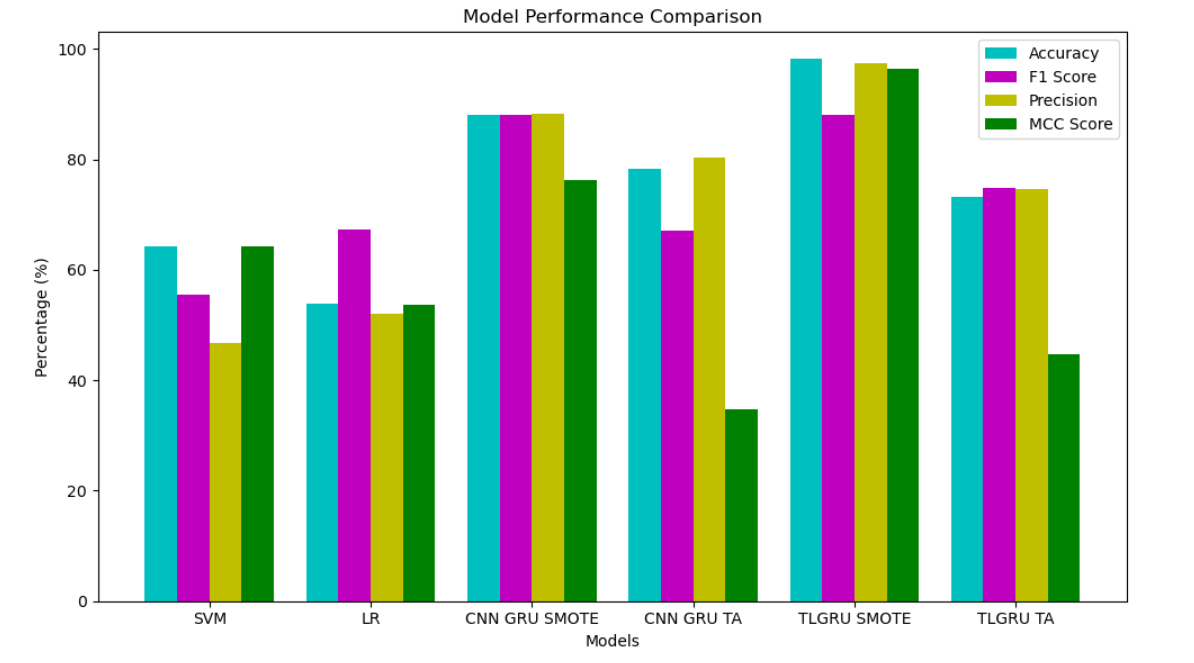 Model Performance Comparison
Accuracy
F1 Score
Precision
MCC Score
Percentage (%)
100
80
60
40
20
0
SVM LR CNN GRU SMOTE CNN GRU TA TLGRU SMOTE TLGRU TA
Models